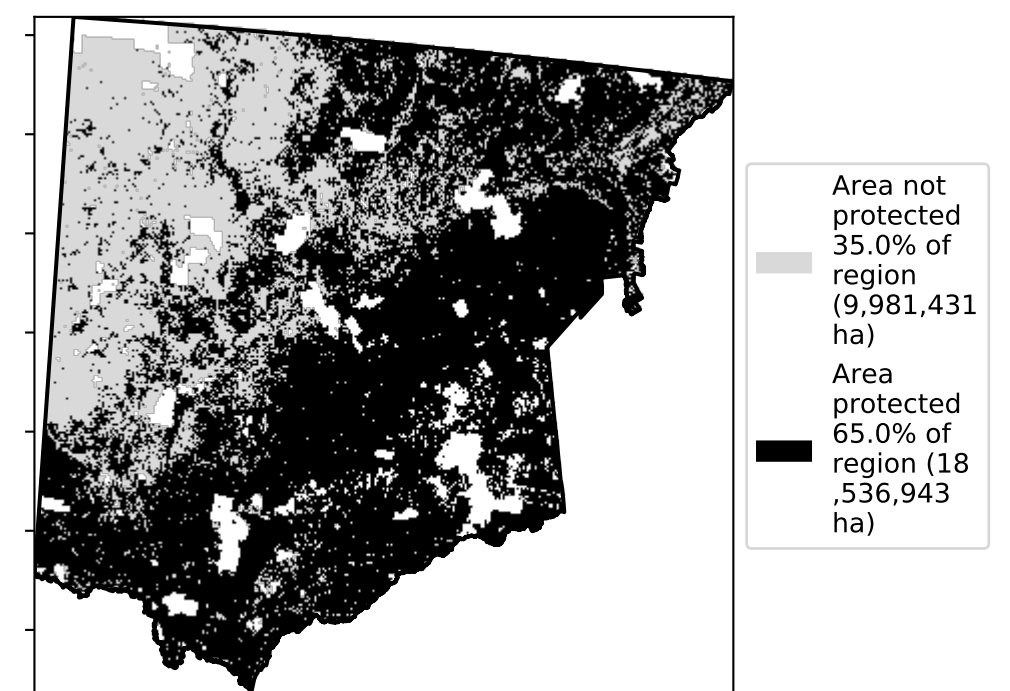 Area not
protected
35.0% of
region
(9,981,431
ha)
Area
protected
65.0% of
region (18
,536,943
ha)